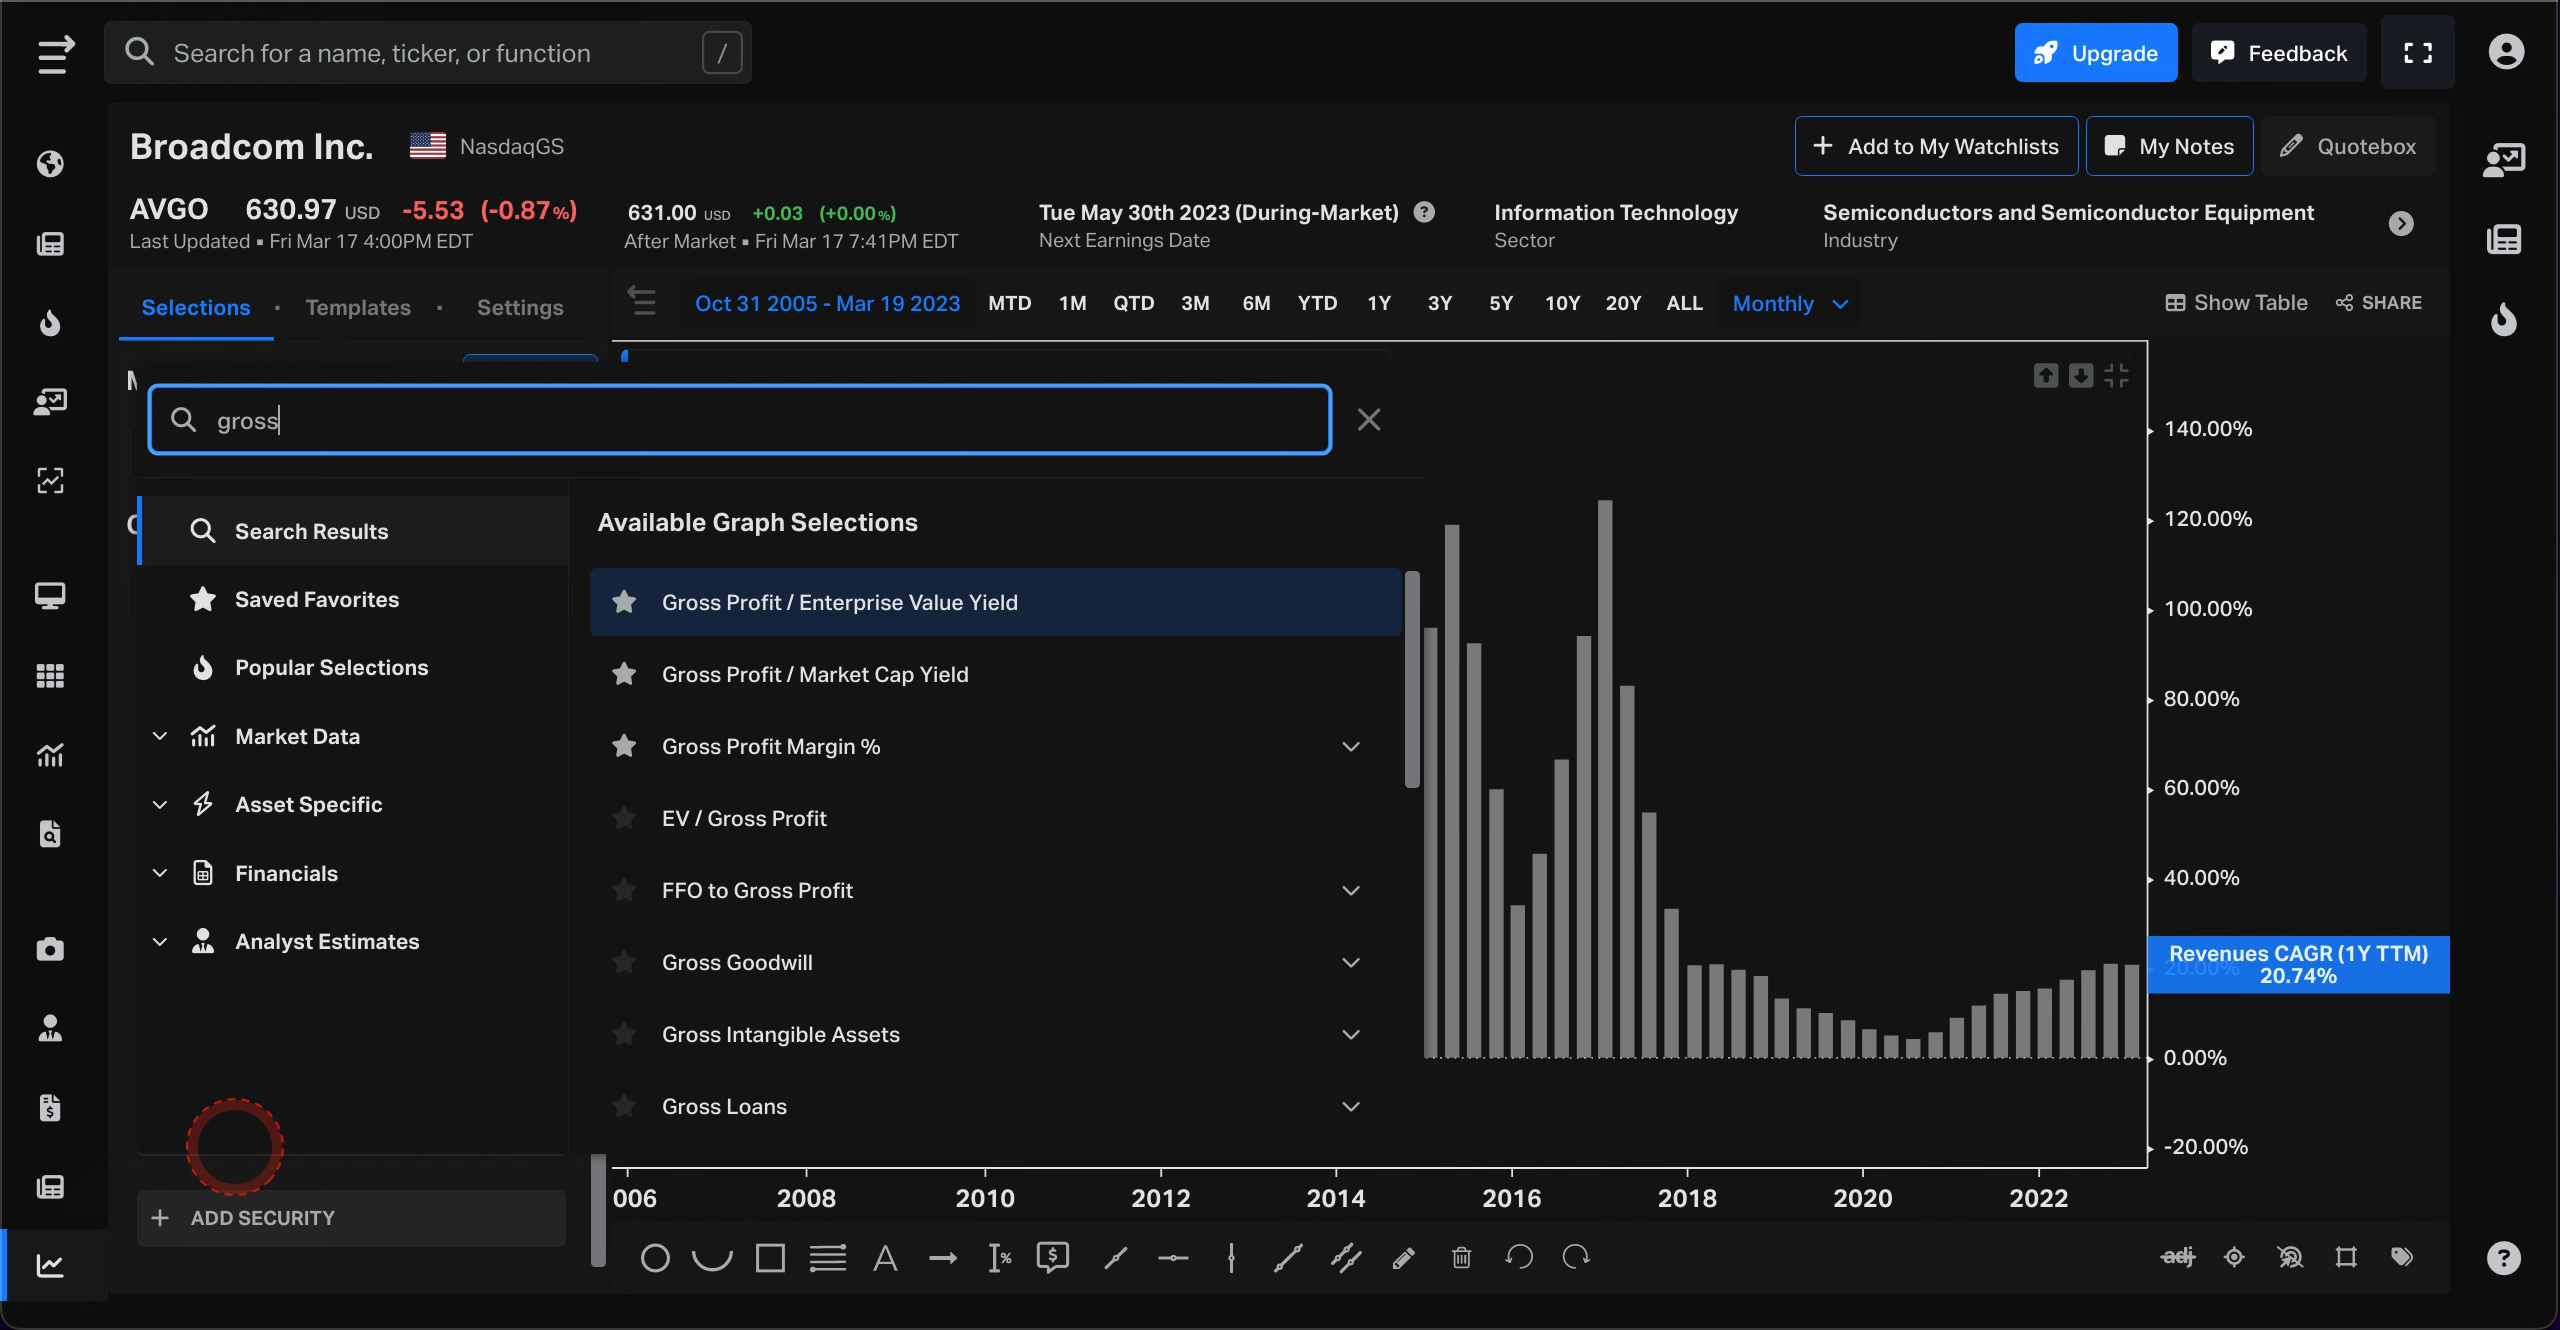 Search for a name, ticker, or function /
Upgrade
Feedback
Broadcom Inc. NasdaqGS
Add to My Watchlists
My Notes
Quotebox
AVGO 630.97 USD -5.53 (-0.87%)
Last Updated ▪ Fri Mar 17 4:00PM EDT
631.00 USD +0.03 (+0.00%)
After Market ▪ Fri Mar 17 7:41PM EDT
Tue May 30th 2023 (During-Market) ?
Next Earnings Date
Information Technology
Sector
Semiconductors and Semiconductor Equipment
Industry
Selections · Templates · Settings
Oct 31 2005 - Mar 19 2023 MTD 1M QTD 3M 6M YTD 1Y 3Y 5Y 10Y 20Y ALL Monthly
Show Table SHARE
gross
Search Results
Saved Favorites
Popular Selections
Market Data
Asset Specific
Financials
Analyst Estimates
Available Graph Selections
Gross Profit / Enterprise Value Yield
Gross Profit / Market Cap Yield
Gross Profit Margin %
EV / Gross Profit
FFO to Gross Profit
Gross Goodwill
Gross Intangible Assets
Gross Loans
+ ADD SECURITY
140.00%
120.00%
100.00%
80.00%
60.00%
40.00%
Revenues CAGR (1Y TTM)
20.00%
20.74%
0.00%
-20.00%
006 2008 2010 2012 2014 2016 2018 2020 2022
A
%
$
adj
?